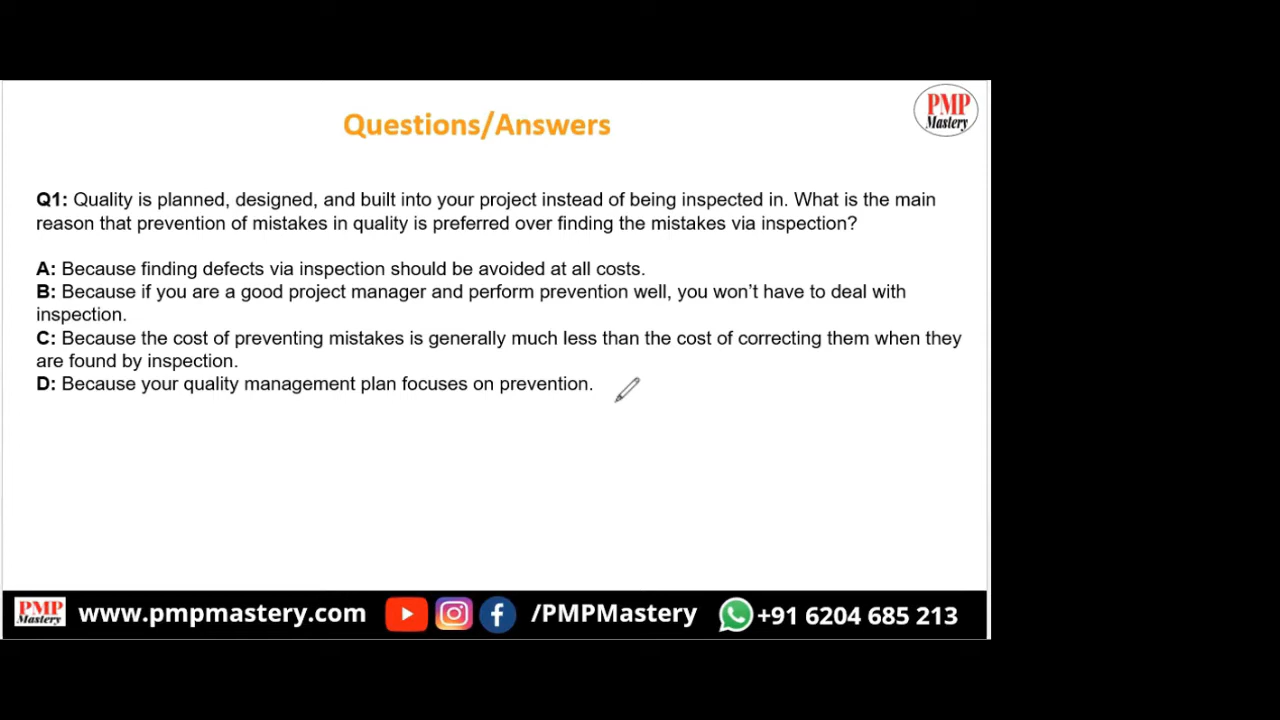 PMP
Mastery
Questions/Answers
Q1: Quality is planned, designed, and built into your project instead of being inspected in. What is the main
reason that prevention of mistakes in quality is preferred over finding the mistakes via inspection?
A: Because finding defects via inspection should be avoided at all costs.
B: Because if you are a good project manager and perform prevention well, you won’t have to deal with
inspection.
C: Because the cost of preventing mistakes is generally much less than the cost of correcting them when they
are found by inspection.
D: Because your quality management plan focuses on prevention.
PMP
Mastery
www.pmpmastery.com
/PMPMastery
+91 6204 685 213